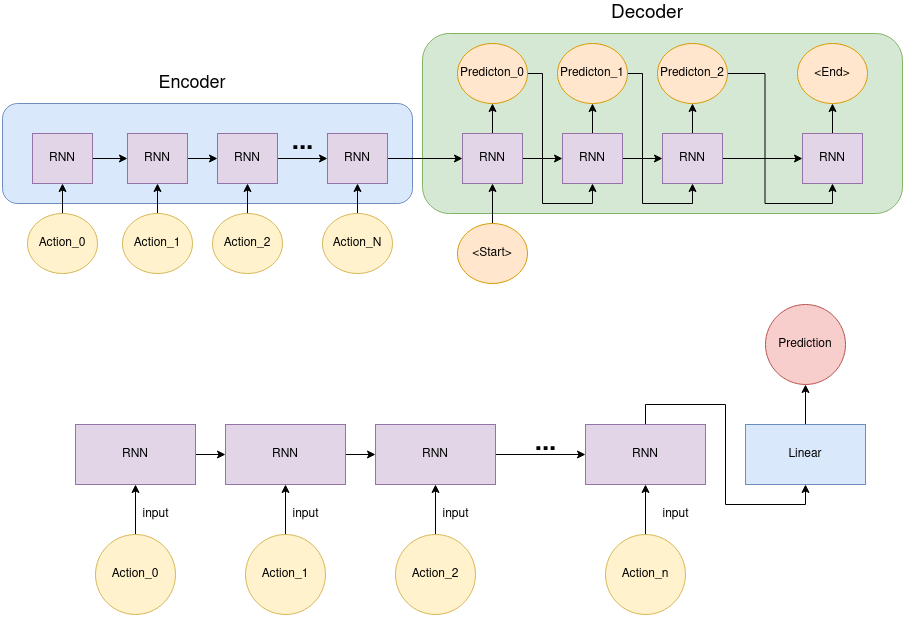 Decoder
Encoder
Predicton_0
Predicton_1
Predicton_2
<End>
RNN
RNN
RNN
...
RNN
RNN
RNN
RNN
RNN
Action_0
Action_1
Action_2
Action_N
<Start>
Prediction
RNN
RNN
RNN
...
RNN
Linear
input
input
input
input
Action_0
Action_1
Action_2
Action_n